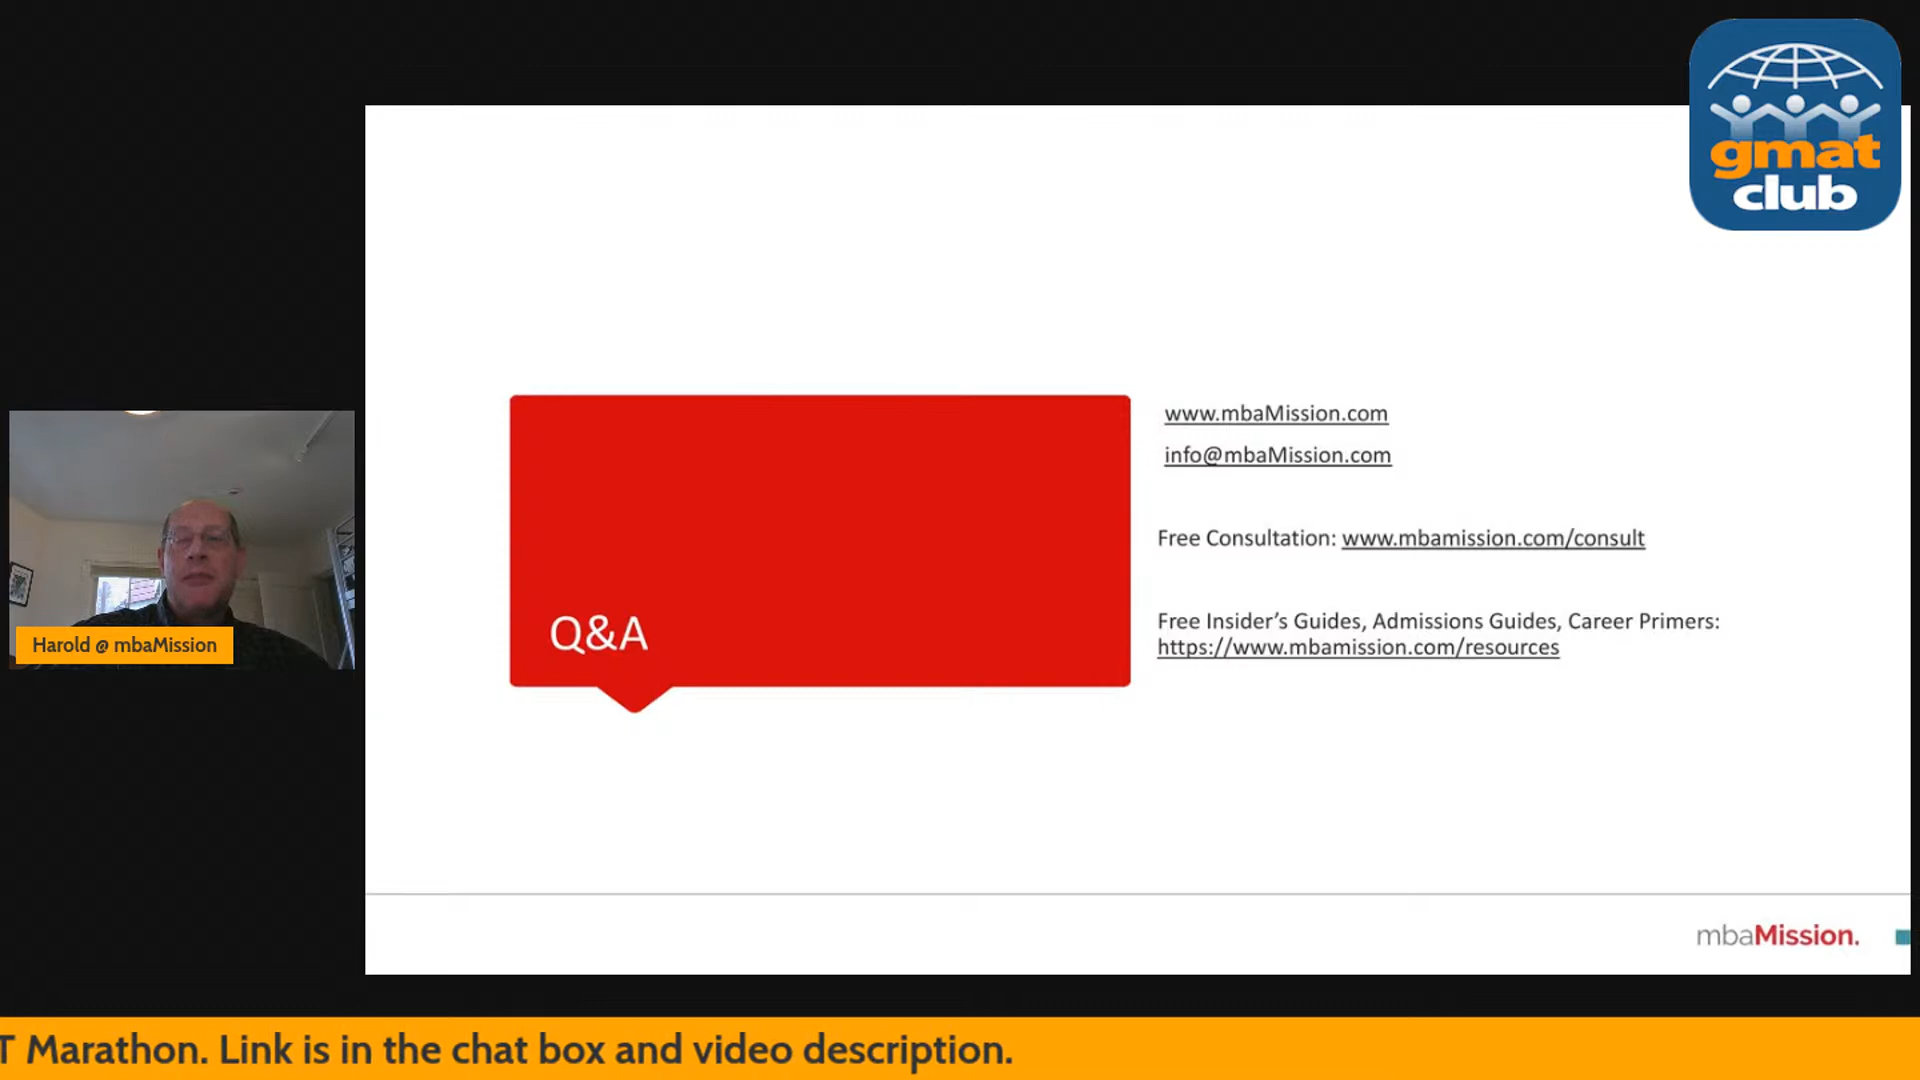 gmat
club
www.mbaMission.com
info@mbaMission.com
Free Consultation: www.mbamission.com/consult
Free Insider’s Guides, Admissions Guides, Career Primers:
https://www.mbamission.com/resources
Q&A
Harold @ mbaMission
mbaMission.
T Marathon. Link is in the chat box and video description.